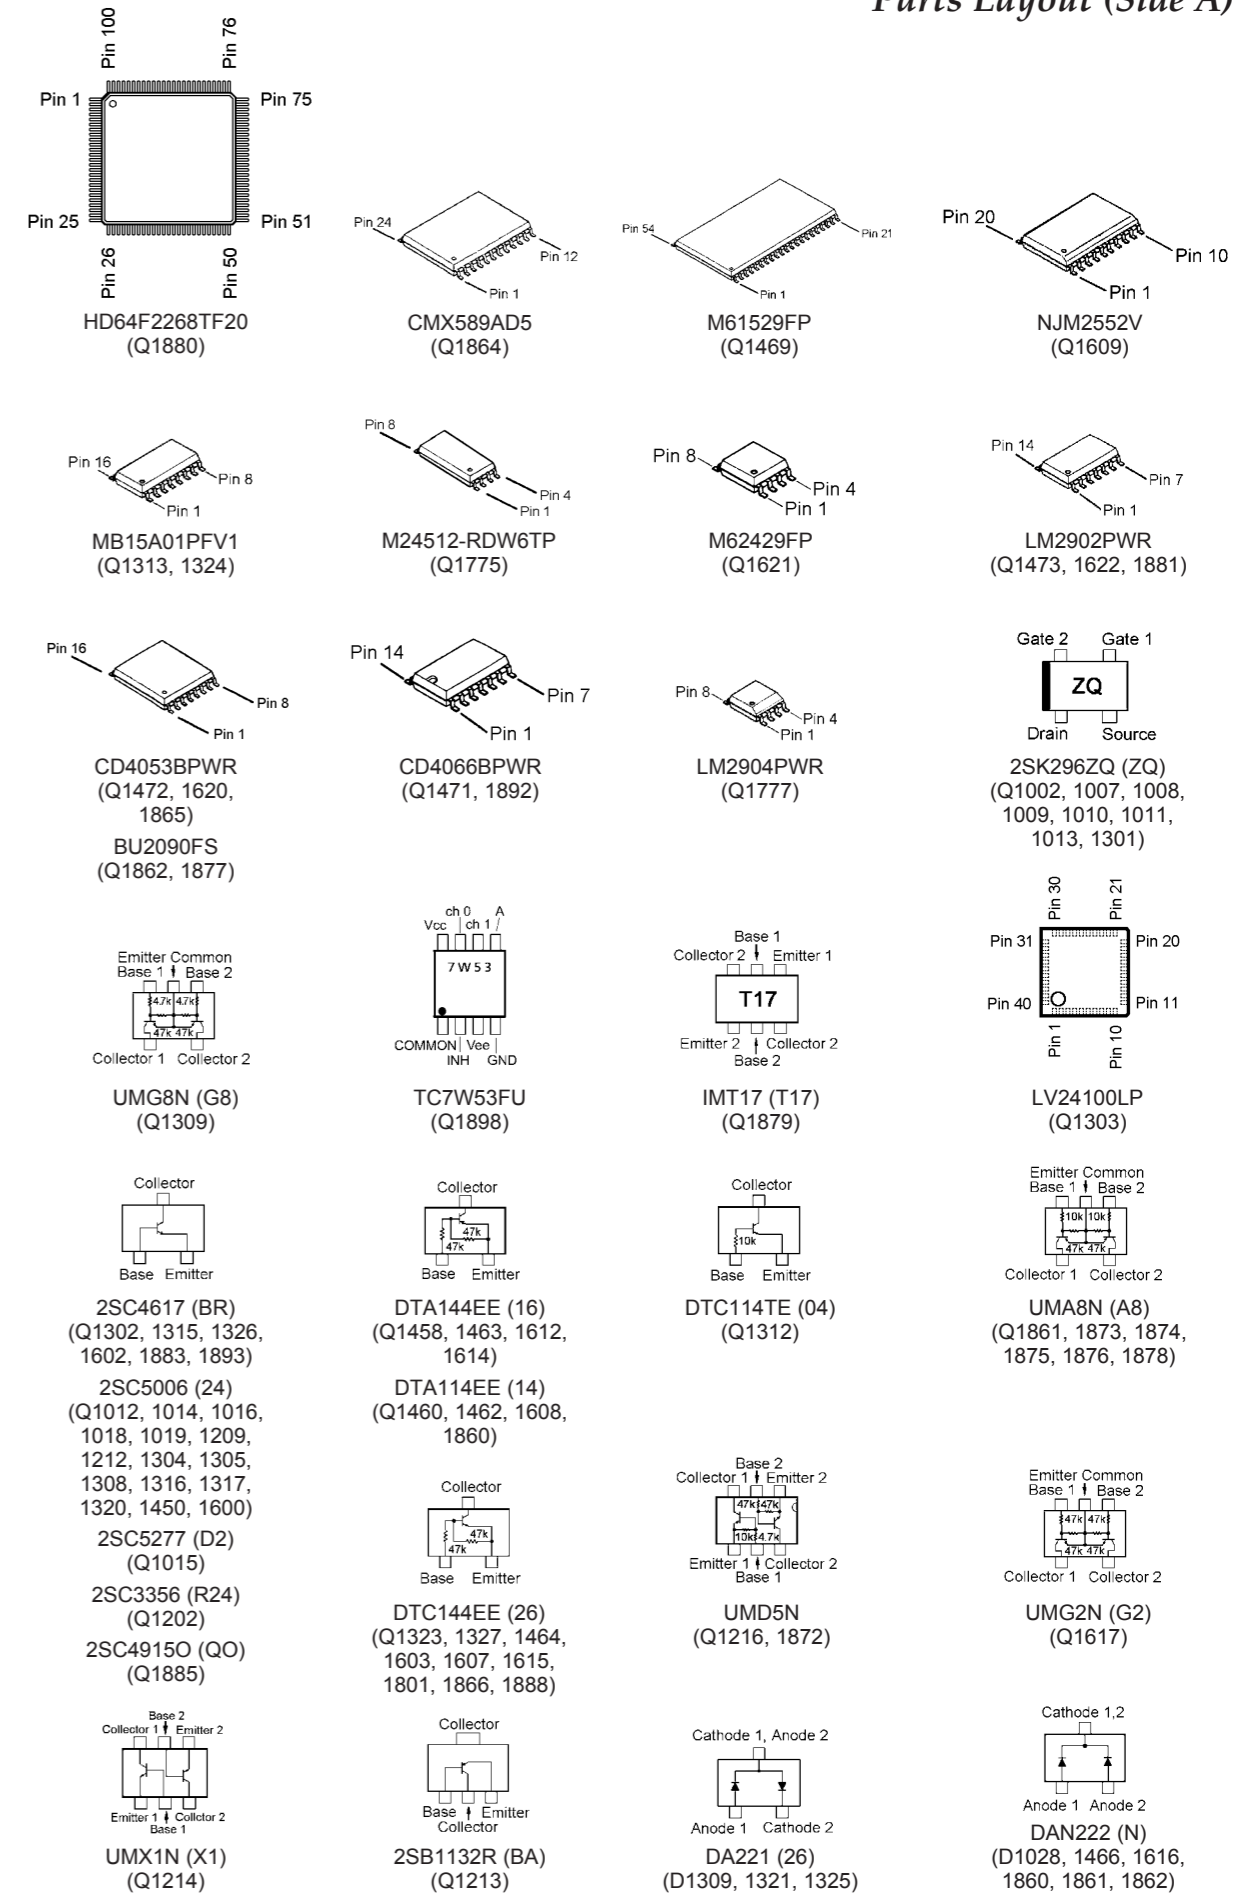 Parts Layout (Side A)
Pin 100
Pin 76
Pin 1
Pin 75
Pin 25
Pin 51
Pin 26
Pin 50
HD64F2268TF20
(Q1880)
Pin 24
Pin 12
Pin 1
CMX589AD5
(Q1864)
Pin 54
Pin 21
Pin 1
M61529FP
(Q1469)
Pin 20
Pin 10
Pin 1
NJM2552V
(Q1609)
Pin 16
Pin 8
Pin 1
MB15A01PFV1
(Q1313, 1324)
Pin 8
Pin 4
Pin 1
M24512-RDW6TP
(Q1775)
Pin 8
Pin 4
Pin 1
M62429FP
(Q1621)
Pin 14
Pin 7
Pin 1
LM2902PWR
(Q1473, 1622, 1881)
Pin 16
Pin 8
Pin 1
CD4053BPWR
(Q1472, 1620,
1865)
BU2090FS
(Q1862, 1877)
Pin 14
Pin 7
Pin 1
CD4066BPWR
(Q1471, 1892)
Pin 8
Pin 4
Pin 1
LM2904PWR
(Q1777)
Gate 2 Gate 1
ZQ
Drain Source
2SK296ZQ (ZQ)
(Q1002, 1007, 1008,
1009, 1010, 1011,
1013, 1301)
Emitter Common
Base 1 Base 2
4.7k 4.7k
47k 47k
Collector 1 Collector 2
UMG8N (G8)
(Q1309)
ch 0 A
Vcc ch 1
7W53
COMMON Vee
INH GND
TC7W53FU
(Q1898)
Base 1
Collector 2 Emitter 1
T17
Emitter 2 Collector 2
Base 2
IMT17 (T17)
(Q1879)
Pin 30
Pin 21
Pin 31
Pin 20
Pin 40
Pin 11
Pin 1
Pin 10
LV24100LP
(Q1303)
Collector
Base Emitter
2SC4617 (BR)
(Q1302, 1315, 1326,
1602, 1883, 1893)
2SC5006 (24)
(Q1012, 1014, 1016,
1018, 1019, 1209,
1212, 1304, 1305,
1308, 1316, 1317,
1320, 1450, 1600)
2SC5277 (D2)
(Q1015)
2SC3356 (R24)
(Q1202)
2SC4915O (QO)
(Q1885)
Collector
47k
47k
Base Emitter
DTA144EE (16)
(Q1458, 1463, 1612,
1614)
DTA114EE (14)
(Q1460, 1462, 1608,
1860)
Collector
10k
Base Emitter
DTC114TE (04)
(Q1312)
Emitter Common
Base 1 Base 2
10k 10k
47k 47k
Collector 1 Collector 2
UMA8N (A8)
(Q1861, 1873, 1874,
1875, 1876, 1878)
Collector
47k
47k
Base Emitter
DTC144EE (26)
(Q1323, 1327, 1464,
1603, 1607, 1615,
1801, 1866, 1888)
Base 2
Collector 1 Emitter 2
47k 47k
10k 4.7k
Emitter 1 Collector 2
Base 1
UMD5N
(Q1216, 1872)
Emitter Common
Base 1 Base 2
47k 47k
47k 47k
Collector 1 Collector 2
UMG2N (G2)
(Q1617)
Base 2
Collector 1 Emitter 2
Emitter 1 Colletor 2
Base 1
UMX1N (X1)
(Q1214)
Collector
Base Emitter
Collector
2SB1132R (BA)
(Q1213)
Cathode 1, Anode 2
Anode 1 Cathode 2
DA221 (26)
(D1309, 1321, 1325)
Cathode 1,2
Anode 1 Anode 2
DAN222 (N)
(D1028, 1466, 1616,
1860, 1861, 1862)